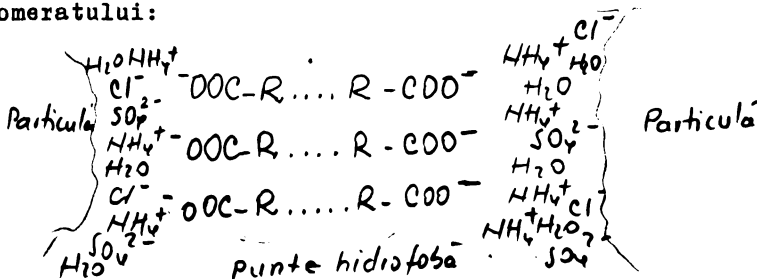 omeratului:
H₂O NH₄⁺ Cl⁻
Cl⁻ ⁻OOC-R.... R-COO⁻ NH₄⁺ H₂O
SO₄²⁻ H₂O
Particulă NH₄⁺ ⁻OOC-R.... R-COO⁻ NH₄⁺ Particulă
H₂O SO₄²⁻
Cl⁻ ⁻OOC-R..... R-COO⁻ H₂O
NH₄⁺ NH₄⁺ Cl⁻
SO₄²⁻ NH₄⁺ H₂O
H₂O punte hidrofobă SO₄²⁻